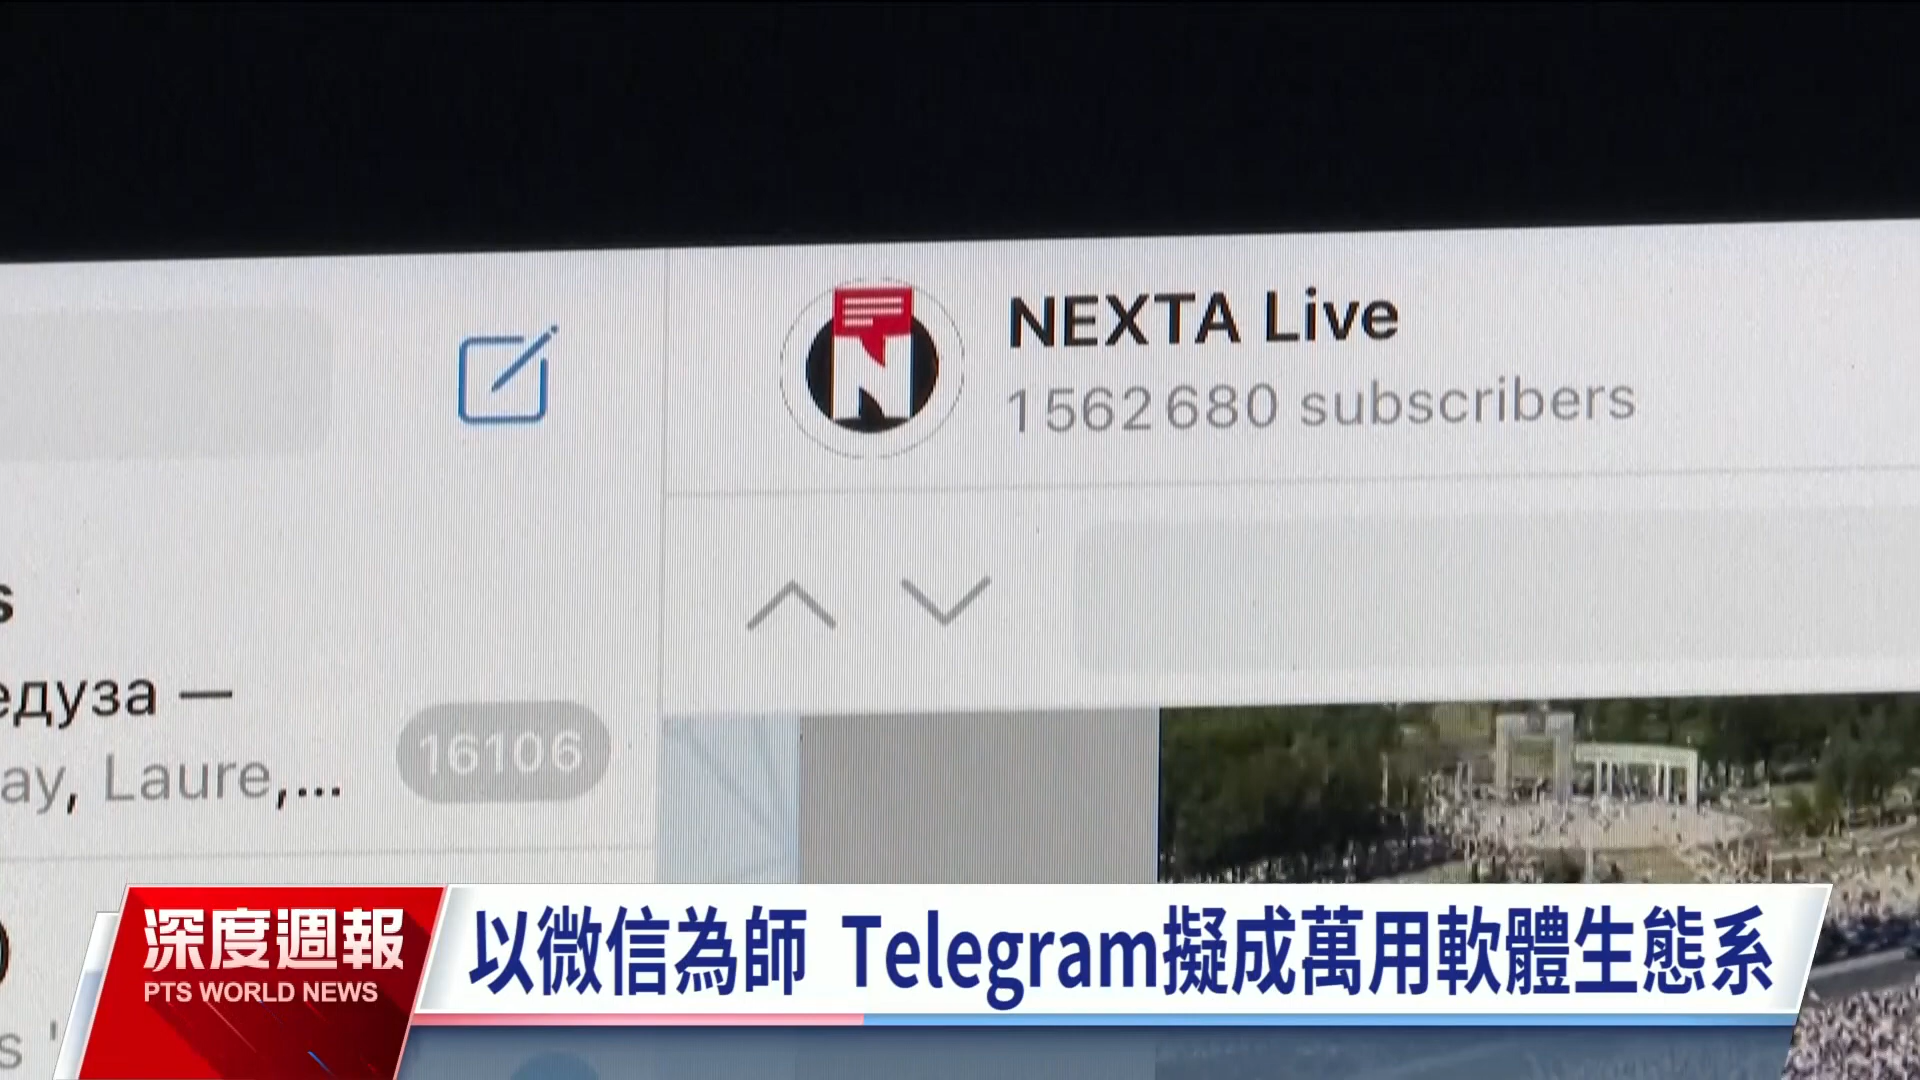 NEXTA Live
1562680 subscribers
s
едуза —
ay, Laure,...
16106
深度週報
PTS WORLD NEWS
以微信為師 Telegram擬成萬用軟體生態系